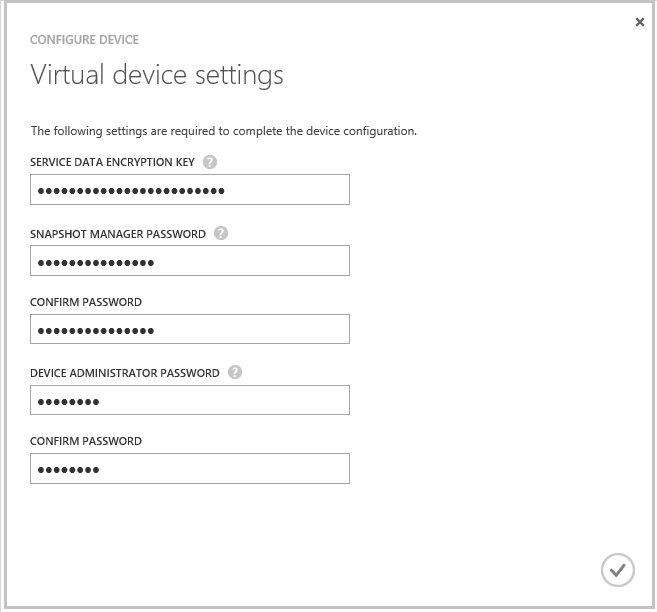 CONFIGURE DEVICE
Virtual device settings
The following settings are required to complete the device configuration.
SERVICE DATA ENCRYPTION KEY ?
••••••••••••••••••••••••
SNAPSHOT MANAGER PASSWORD ?
•••••••••••••••
CONFIRM PASSWORD
•••••••••••••••
DEVICE ADMINISTRATOR PASSWORD ?
••••••••
CONFIRM PASSWORD
••••••••